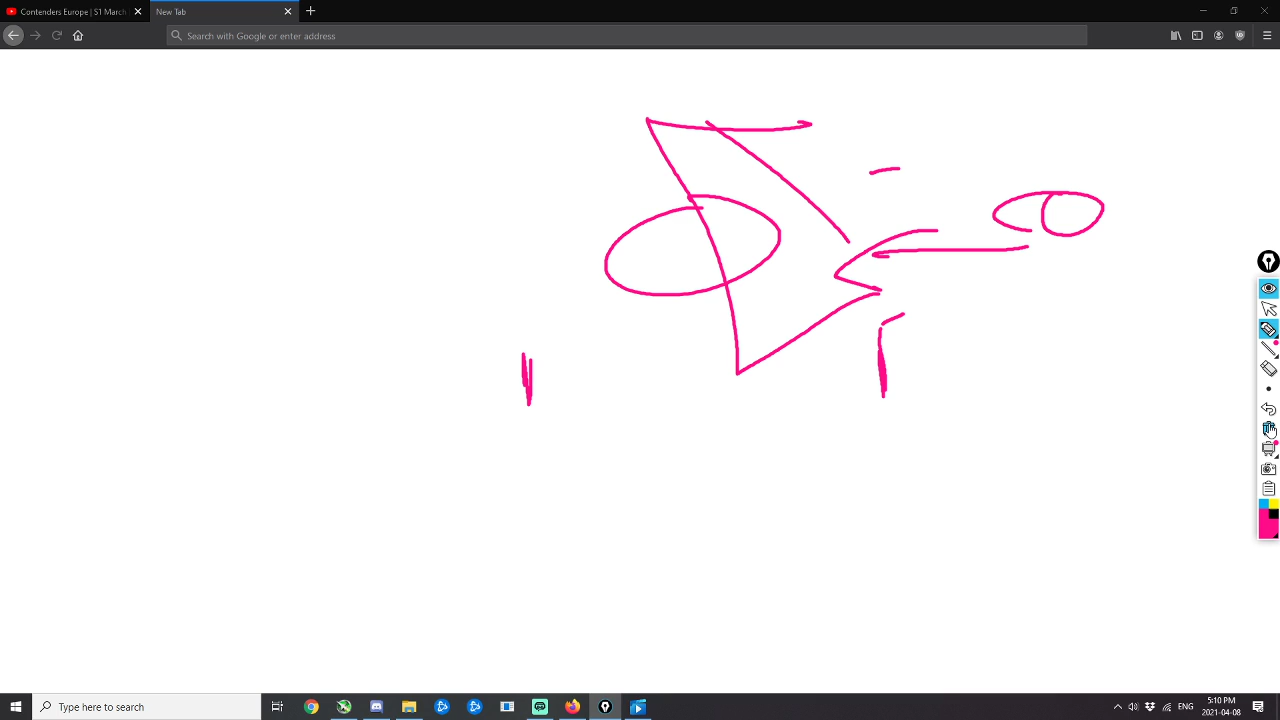 Contenders Europe | S1 March
New Tab
Search with Google or enter address
Type here to search
ENG
5:10 PM
2021-04-08